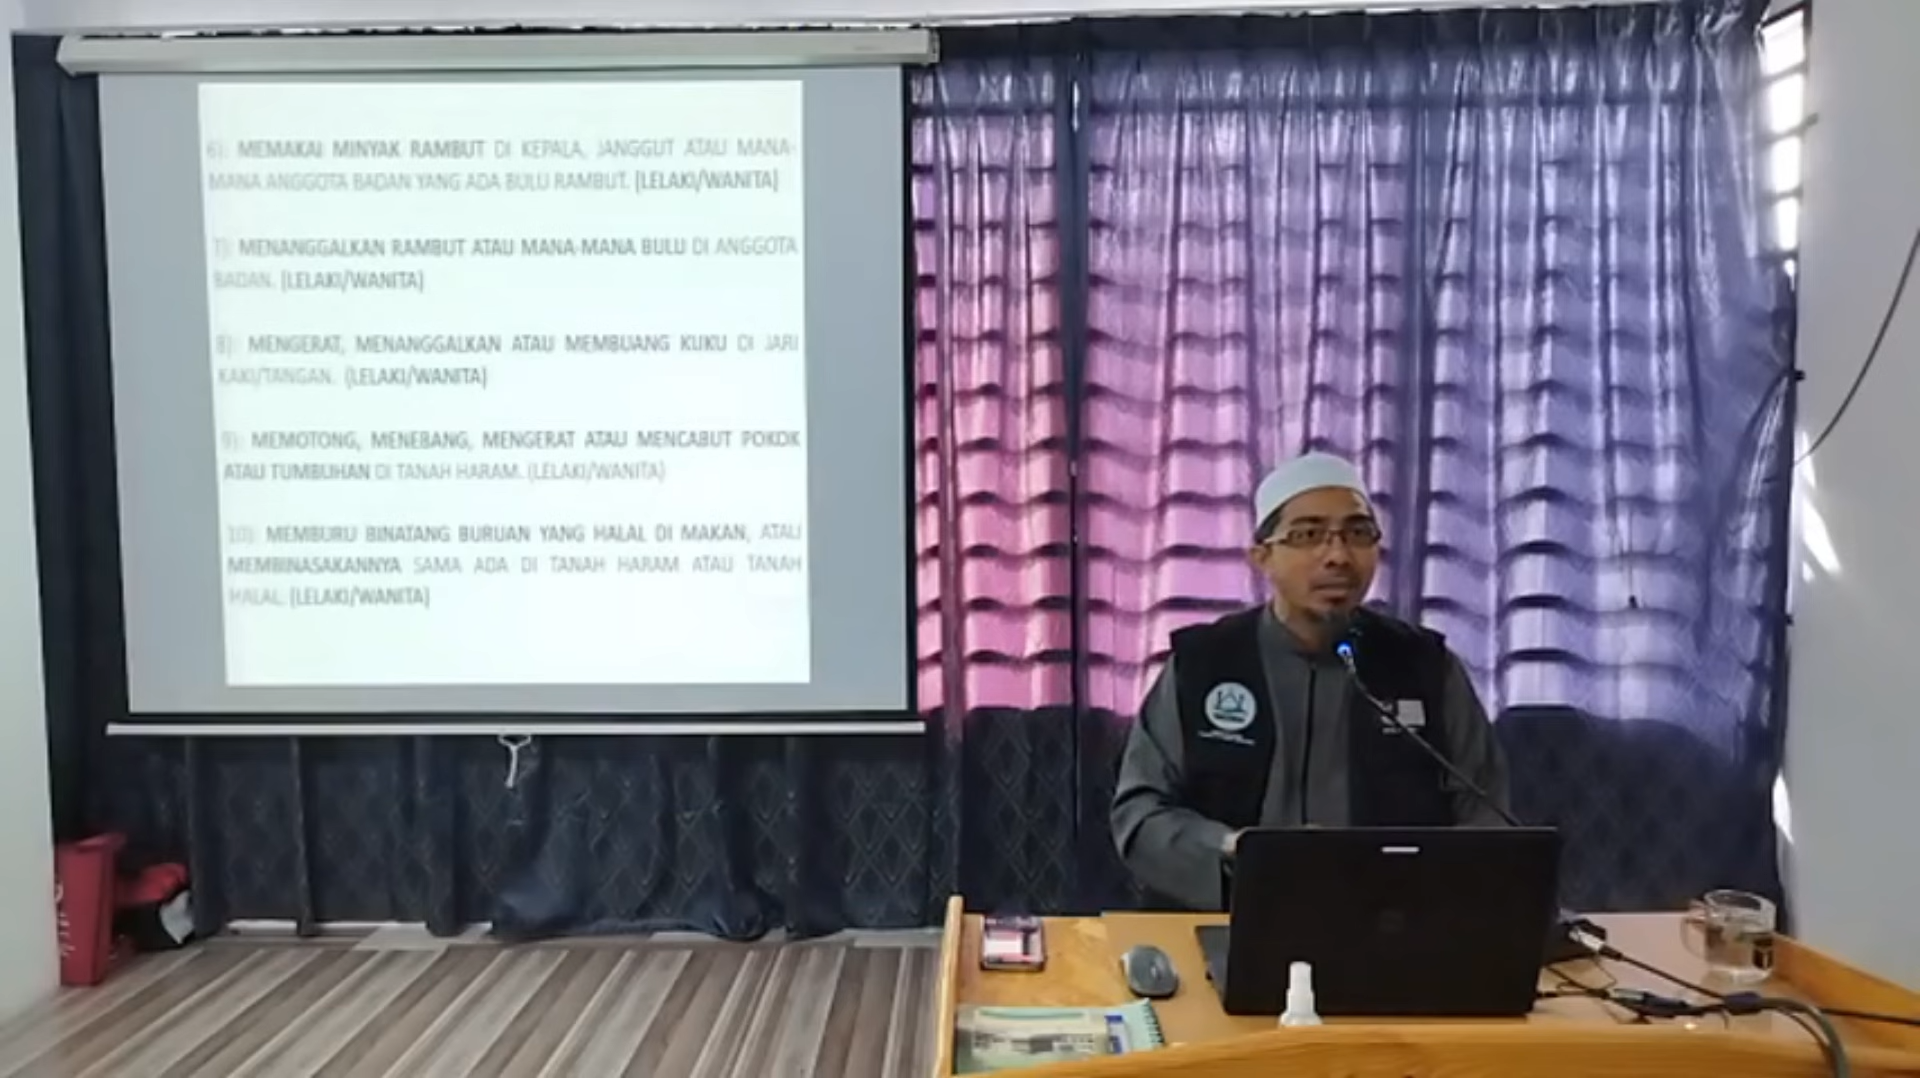 6) MEMAKAI MINYAK RAMBUT DI KEPALA, JANGGUT ATAU MANA-
MANA ANGGOTA BADAN YANG ADA BULU RAMBUT. (LELAKI/WANITA)
7) MENANGGALKAN RAMBUT ATAU MANA-MANA BULU DI ANGGOTA
BADAN. (LELAKI/WANITA)
8) MENGERAT, MENANGGALKAN ATAU MEMBUANG KUKU DI JARI
KAKI/TANGAN. (LELAKI/WANITA)
9) MEMOTONG, MENEBANG, MENGERAT ATAU MENCABUT POKOK
ATAU TUMBUHAN DI TANAH HARAM. (LELAKI/WANITA)
10) MEMBURU BINATANG BURUAN YANG HALAL DI MAKAN, ATAU
MEMBINASAKANNYA SAMA ADA DI TANAH HARAM ATAU TANAH
HALAL. (LELAKI/WANITA)